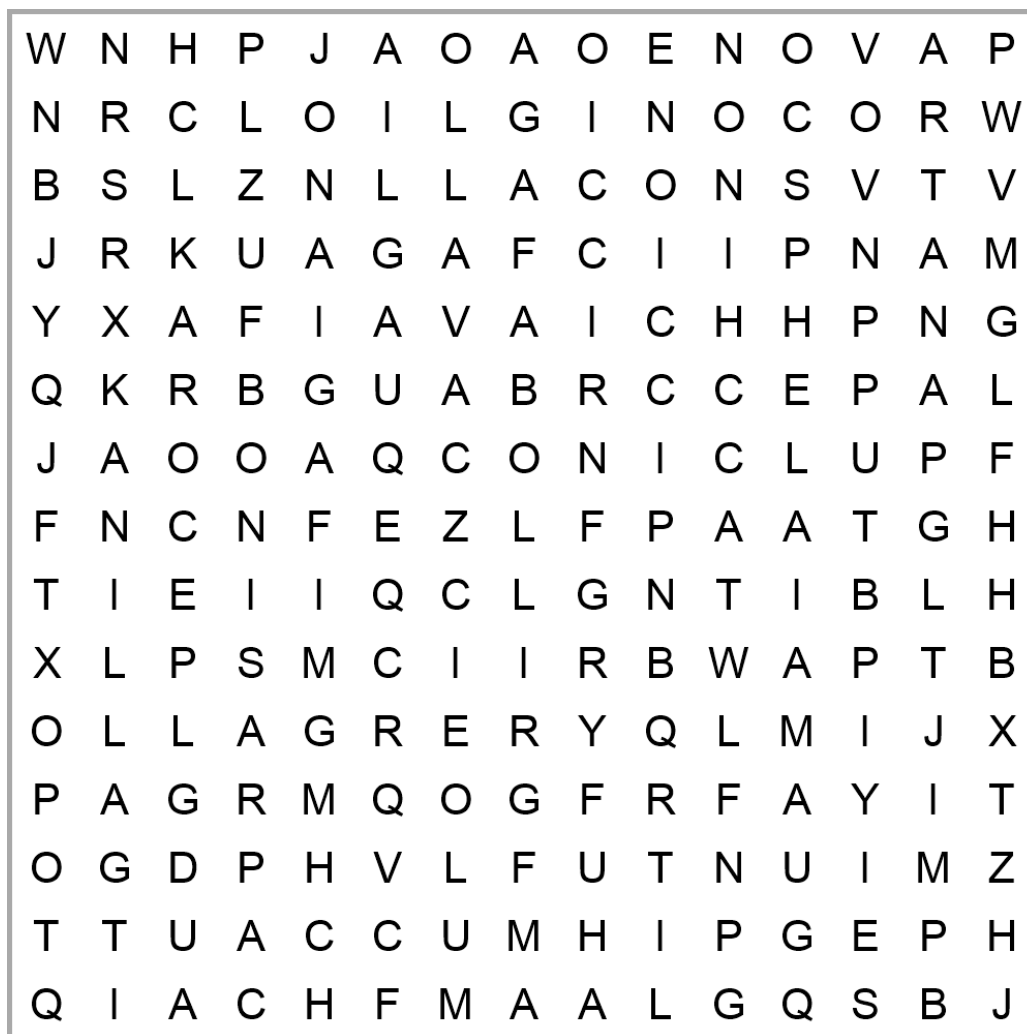 W N H P J A O A O E N O V A P
N R C L O I L G I N O C O R W
B S L Z N L L A C O N S V T V
J R K U A G A F C I I P N A M
Y X A F I A V A I C H H P N G
Q K R B G U A B R C C E P A L
J A O O A Q C O N I C L U P F
F N C N F E Z L F P A A T G H
T I E I I Q C L G N T I B L H
X L P S M C I I R B W A P T B
O L L A G R E R Y Q L M I J X
P A G R M Q O G F R F A Y I T
O G D P H V L F U T N U I M Z
T T U A C C U M H I P G E P H
Q I A C H F M A A L G Q S B J